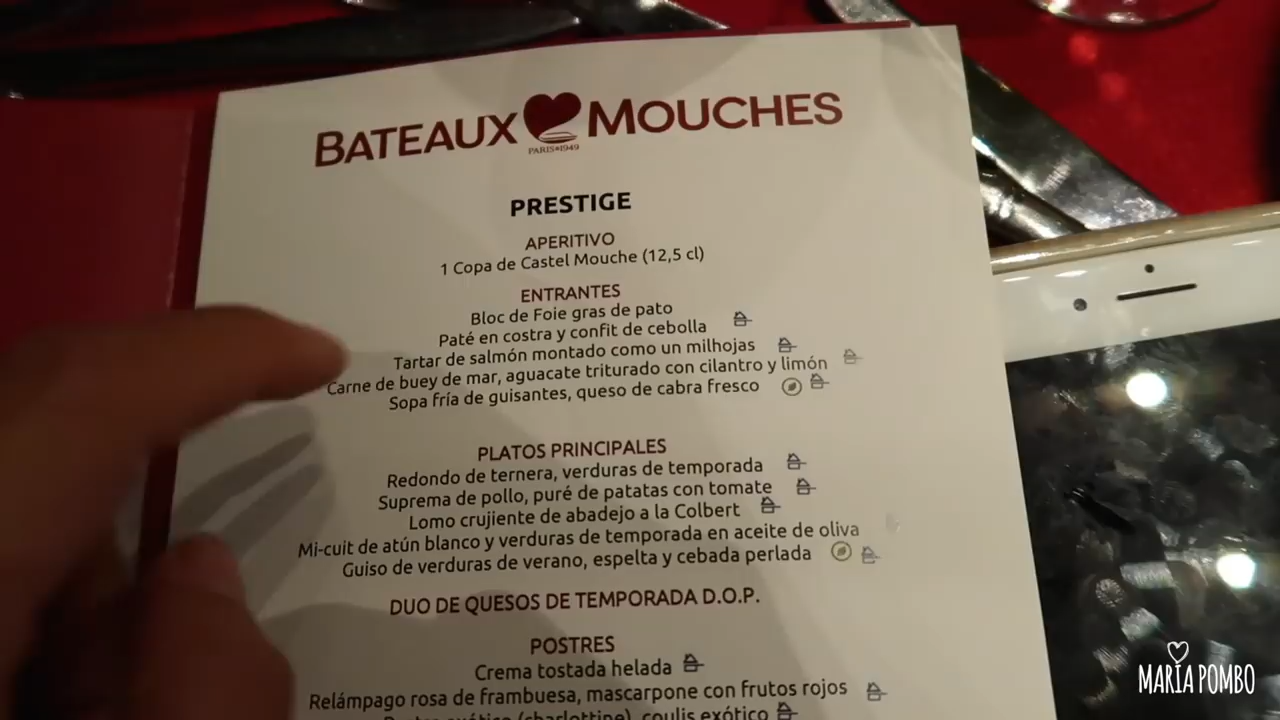 BATEAUX MOUCHES
PARIS 1949
PRESTIGE
APERITIVO
1 Copa de Castel Mouche (12,5 cl)
ENTRANTES
Bloc de Foie gras de pato
Paté en costra y confit de cebolla
Tartar de salmón montado como un milhojas
Carne de buey de mar, aguacate triturado con cilantro y limón
Sopa fría de guisantes, queso de cabra fresco
PLATOS PRINCIPALES
Redondo de ternera, verduras de temporada
Suprema de pollo, puré de patatas con tomate
Lomo crujiente de abadejo a la Colbert
Mi-cuit de atún blanco y verduras de temporada en aceite de oliva
Guiso de verduras de verano, espelta y cebada perlada
DUO DE QUESOS DE TEMPORADA D.O.P.
POSTRES
Crema tostada helada
Relámpago rosa de frambuesa, mascarpone con frutos rojos
exótico (charlottine), coulis exótico
MARÍA POMBO